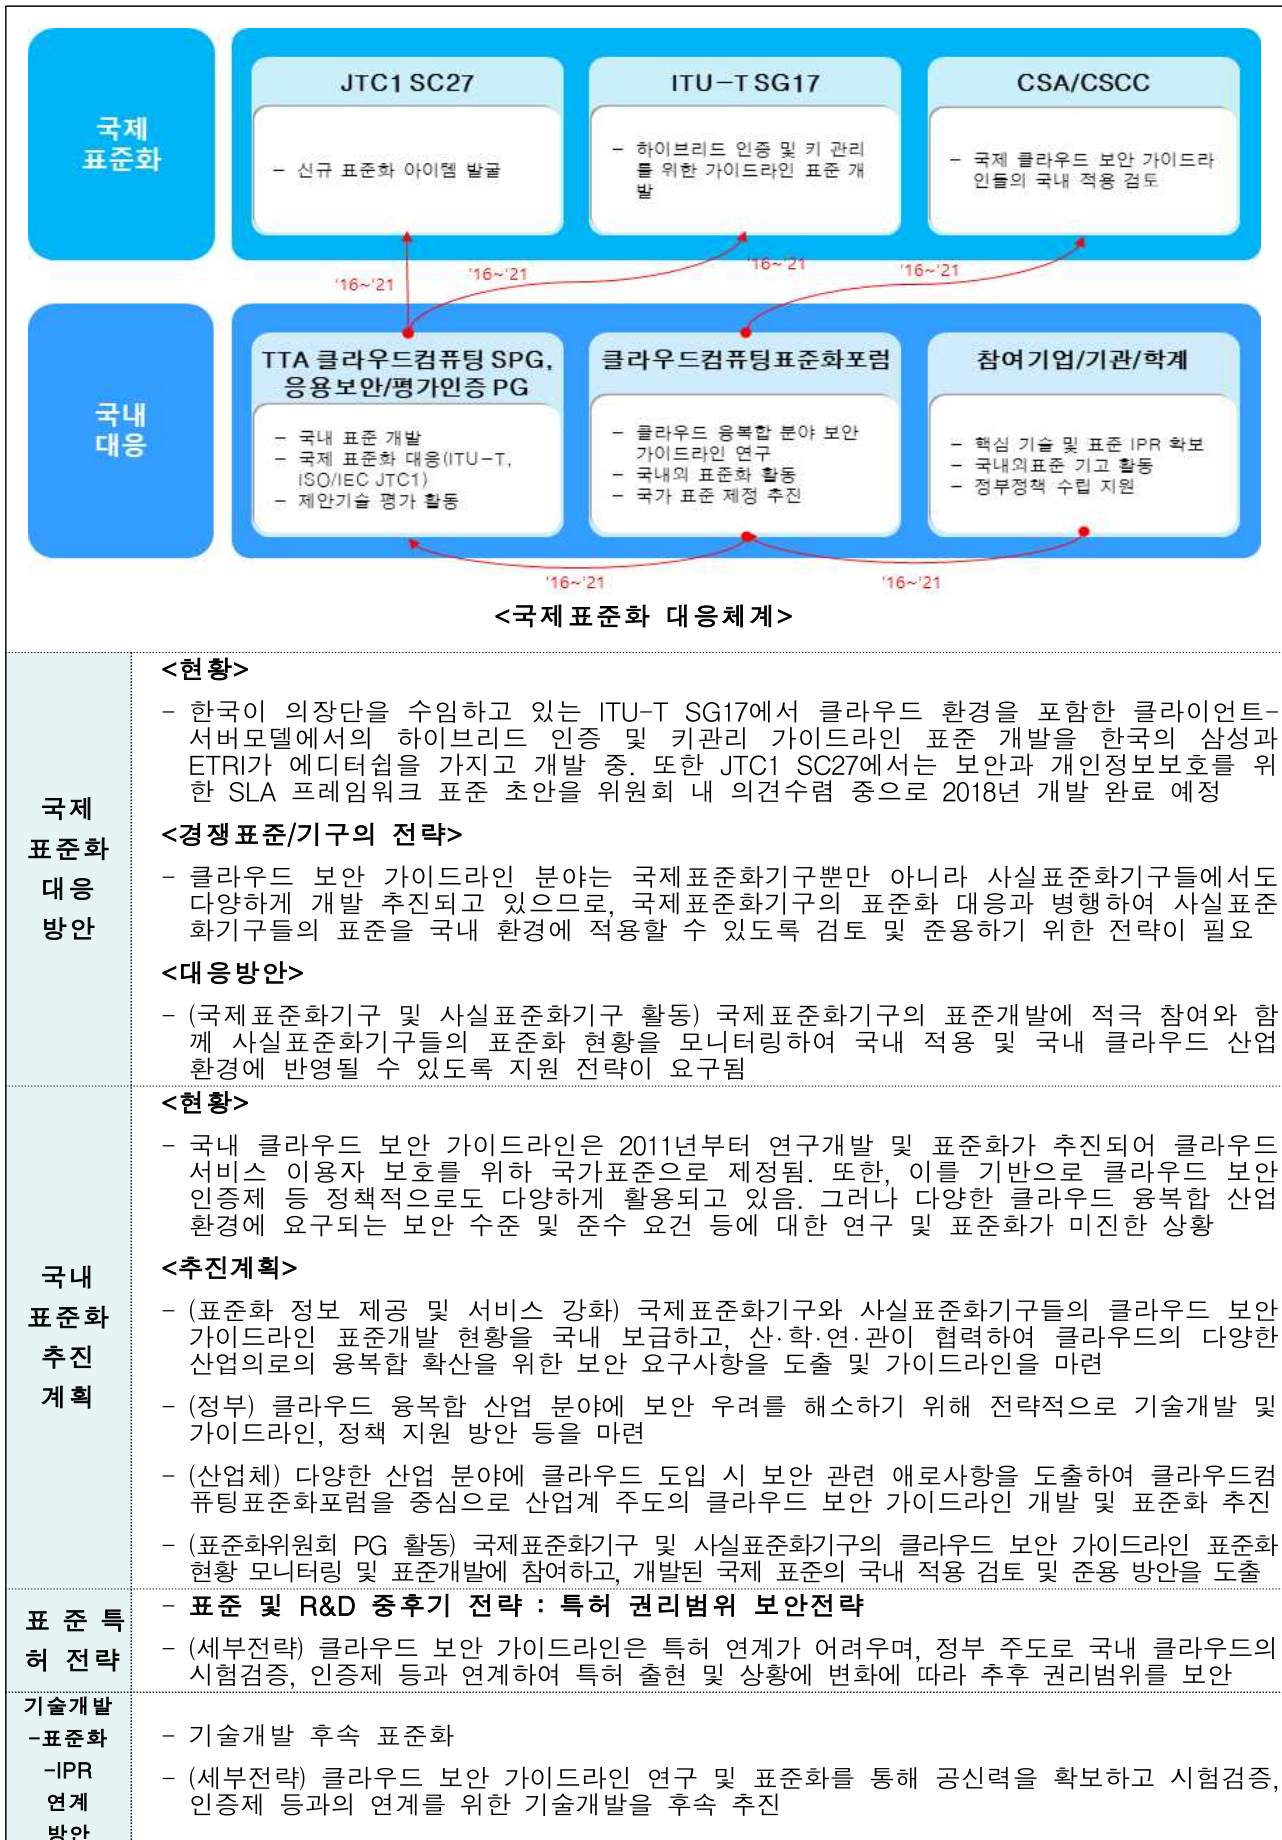 국제
표준화
JTC1 SC27
– 신규 표준화 아이템 발굴
ITU-T SG17
– 하이브리드 인증 및 키 관리
를 위한 가이드라인 표준 개
발
CSA/CSCC
– 국제 클라우드 보안 가이드라
인들의 국내 적용 검토
'16~'21
'16~'21
'16~'21
'16~'21
국내
대응
TTA 클라우드컴퓨팅 SPG,
응용보안/평가인증 PG
– 국내 표준 개발
– 국제 표준화 대응(ITU-T,
ISO/IEC JTC1)
– 제안기술 평가 활동
클라우드컴퓨팅표준화포럼
– 클라우드 융복합 분야 보안
가이드라인 연구
– 국내외 표준화 활동
– 국가 표준 제정 추진
참여기업/기관/학계
– 핵심 기술 및 표준 IPR 확보
– 국내외표준 기고 활동
– 정부정책 수립 지원
'16~'21
'16~'21
<국제표준화 대응체계>
국제
표준화
대응
방안
<현황>
– 한국이 의장단을 수임하고 있는 ITU-T SG17에서 클라우드 환경을 포함한 클라이언트-
서버모델에서의 하이브리드 인증 및 키관리 가이드라인 표준 개발을 한국의 삼성과
ETRI가 에디터쉽을 가지고 개발 중. 또한 JTC1 SC27에서는 보안과 개인정보보호를 위
한 SLA 프레임워크 표준 초안을 위원회 내 의견수렴 중으로 2018년 개발 완료 예정
<경쟁표준/기구의 전략>
– 클라우드 보안 가이드라인 분야는 국제표준화기구뿐만 아니라 사실표준화기구들에서도
다양하게 개발 추진되고 있으므로, 국제표준화기구의 표준화 대응과 병행하여 사실표준
화기구들의 표준을 국내 환경에 적용할 수 있도록 검토 및 준용하기 위한 전략이 필요
<대응방안>
– (국제표준화기구 및 사실표준화기구 활동) 국제표준화기구의 표준개발에 적극 참여와 함
께 사실표준화기구들의 표준화 현황을 모니터링하여 국내 적용 및 국내 클라우드 산업
환경에 반영될 수 있도록 지원 전략이 요구됨
국내
표준화
추진
계획
<현황>
– 국내 클라우드 보안 가이드라인은 2011년부터 연구개발 및 표준화가 추진되어 클라우드
서비스 이용자 보호를 위하 국가표준으로 제정됨. 또한, 이를 기반으로 클라우드 보안
인증제 등 정책적으로도 다양하게 활용되고 있음. 그러나 다양한 클라우드 융복합 산업
환경에 요구되는 보안 수준 및 준수 요건 등에 대한 연구 및 표준화가 미진한 상황
<추진계획>
– (표준화 정보 제공 및 서비스 강화) 국제표준화기구와 사실표준화기구들의 클라우드 보안
가이드라인 표준개발 현황을 국내 보급하고, 산·학·연·관이 협력하여 클라우드의 다양한
산업의로의 융복합 확산을 위한 보안 요구사항을 도출 및 가이드라인을 마련
– (정부) 클라우드 융복합 산업 분야에 보안 우려를 해소하기 위해 전략적으로 기술개발 및
가이드라인, 정책 지원 방안 등을 마련
– (산업체) 다양한 산업 분야에 클라우드 도입 시 보안 관련 애로사항을 도출하여 클라우드컴
퓨팅표준화포럼을 중심으로 산업계 주도의 클라우드 보안 가이드라인 개발 및 표준화 추진
– (표준화위원회 PG 활동) 국제표준화기구 및 사실표준화기구의 클라우드 보안 가이드라인 표준화
현황 모니터링 및 표준개발에 참여하고, 개발된 국제 표준의 국내 적용 검토 및 준용 방안을 도출
표 준 특
허 전략
– 표준 및 R&D 중후기 전략 : 특허 권리범위 보안전략
– (세부전략) 클라우드 보안 가이드라인은 특허 연계가 어려우며, 정부 주도로 국내 클라우드의
시험검증, 인증제 등과 연계하여 특허 출현 및 상황에 변화에 따라 추후 권리범위를 보안
기술개발
-표준화
-IPR
연계
방안
– 기술개발 후속 표준화
– (세부전략) 클라우드 보안 가이드라인 연구 및 표준화를 통해 공신력을 확보하고 시험검증,
인증제 등과의 연계를 위한 기술개발을 후속 추진